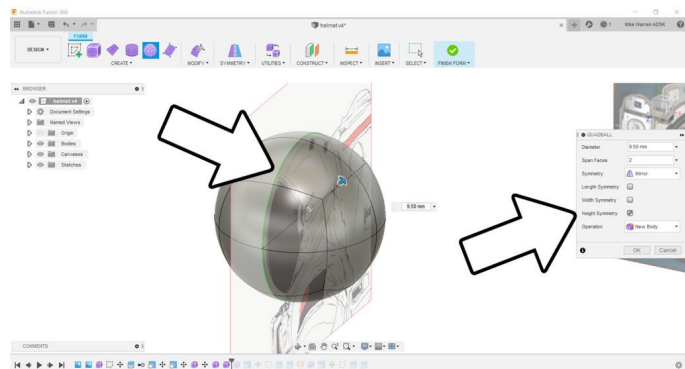 Autodesk Fusion 360
helmet v4*
1
Mike Warren ADSK
FORM
DESIGN
CREATE
MODIFY
SYMMETRY
UTILITIES
CONSTRUCT
INSPECT
INSERT
SELECT
FINISH FORM
BROWSER
helmet v4
Document Settings
Named Views
Origin
Bodies
Canvases
Sketches
9.50 mm
QUADBALL
Diameter 9.50 mm
Span Faces 2
Symmetry Mirror
Length Symmetry
Width Symmetry
Height Symmetry
Operation New Body
OK Cancel
COMMENTS